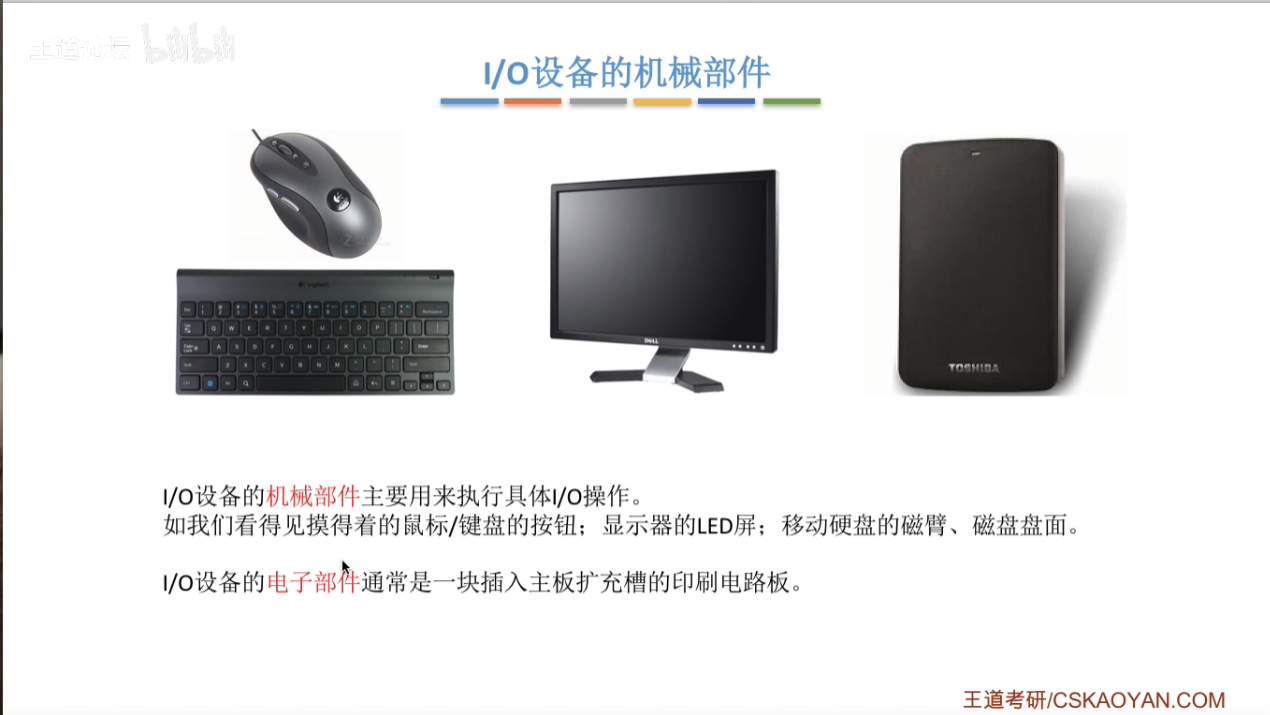 王道论坛 bilibili
I/O设备的机械部件
DELL
TOSHIBA
I/O设备的机械部件主要用来执行具体I/O操作。
如我们看得见摸得着的鼠标/键盘的按钮；显示器的LED屏；移动硬盘的磁臂、磁盘盘面。
I/O设备的电子部件通常是一块插入主板扩充槽的印刷电路板。
王道考研/CSKAOYAN.COM